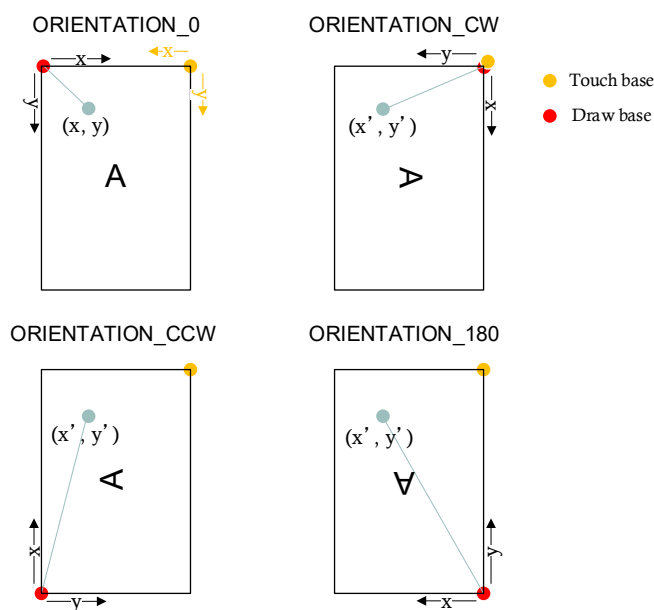 ORIENTATION_0
x
x
y
y
(x, y)
A
ORIENTATION_CW
y
x
(x', y')
A
Touch base
Draw base
ORIENTATION_CCW
(x', y')
A
x
y
ORIENTATION_180
(x', y')
A
y
x